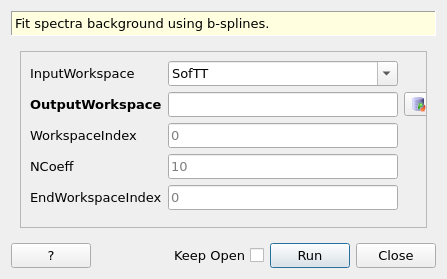 Fit spectra background using b-splines.
InputWorkspace SofTT
OutputWorkspace
WorkspaceIndex 0
NCoeff 10
EndWorkspaceIndex 0
? Keep Open Run Close